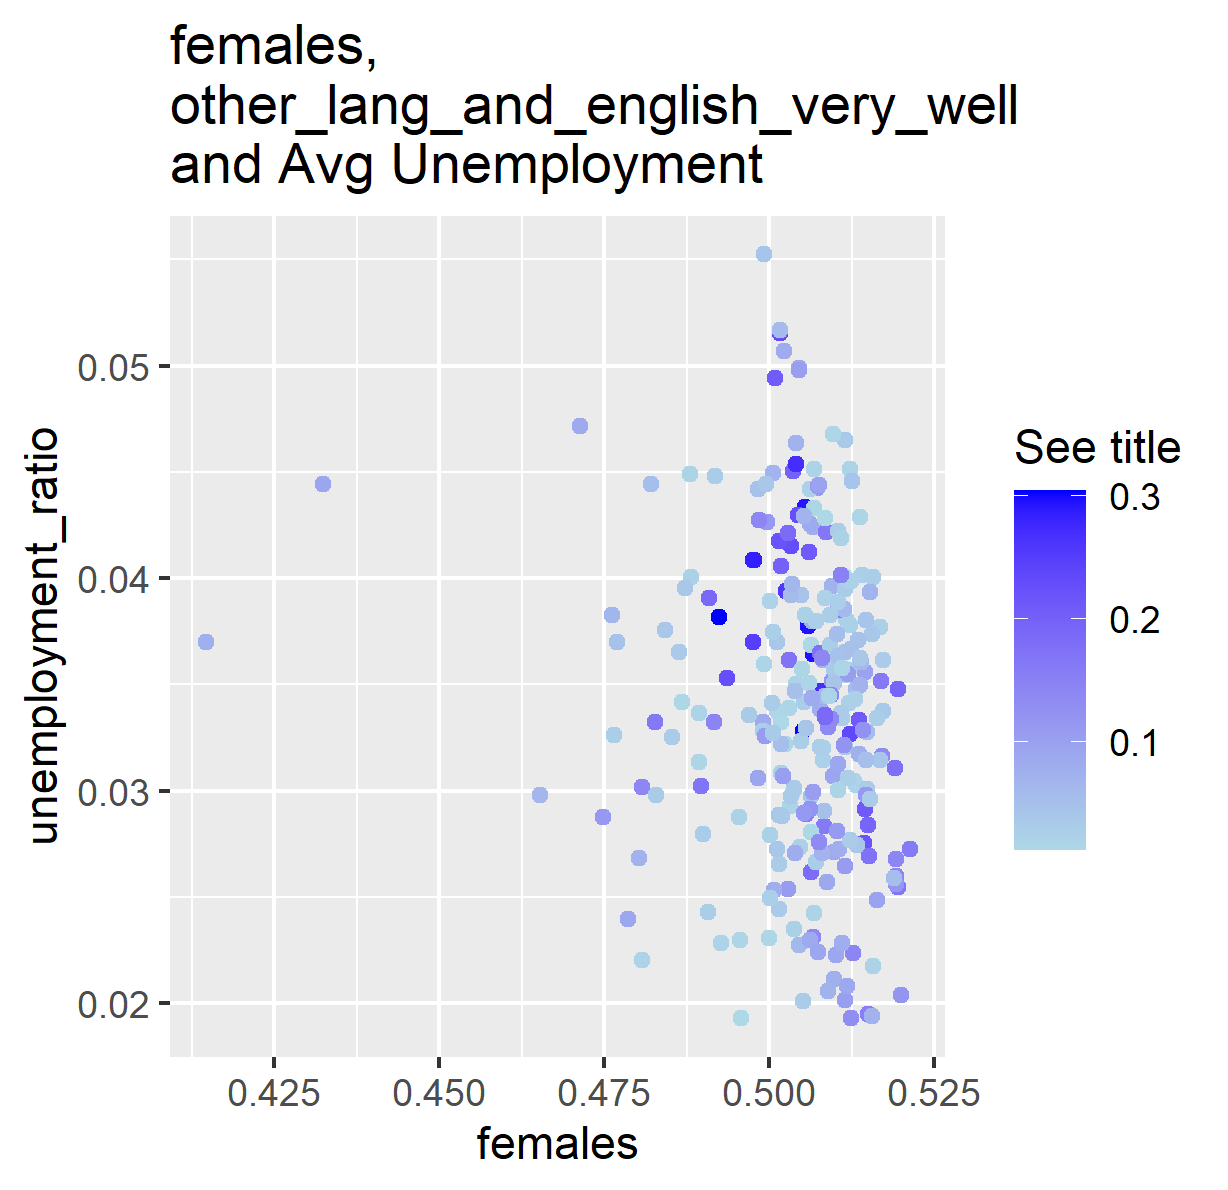 females,
other_lang_and_english_very_well
and Avg Unemployment
unemployment_ratio
0.05
0.04
0.03
0.02
0.425
0.450
0.475
0.500
0.525
females
See title
0.3
0.2
0.1